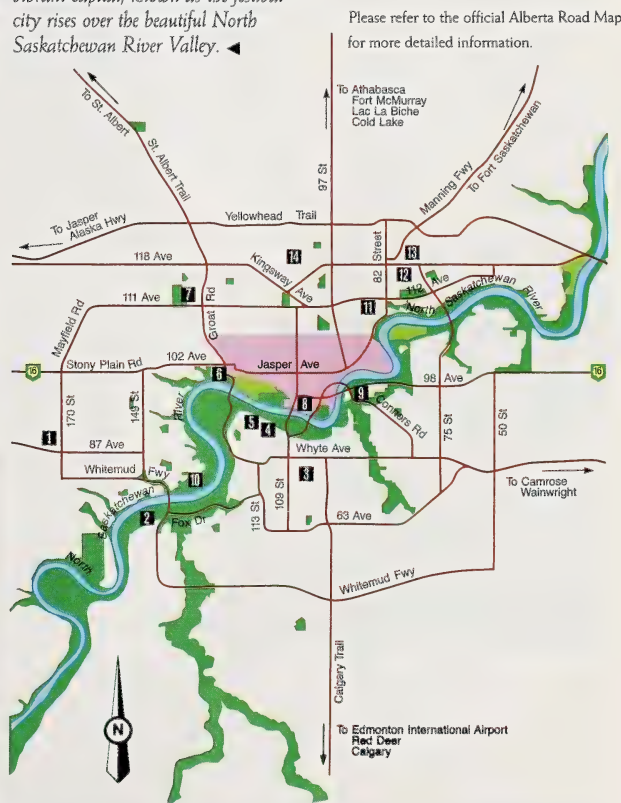 city rises over the beautiful North
Saskatchewan River Valley. ◄
Please refer to the official Alberta Road Map
for more detailed information.
To St. Albert
St. Albert Trail
To Athabasca
Fort McMurray
Lac La Biche
Cold Lake
97 St
Manning Fwy
To Fort Saskatchewan
To Jasper
Alaska Hwy
Yellowhead Trail
118 Ave
Kingsway Ave
14
82 Street
13
12
112 Ave
Mayfield Rd
111 Ave
7
Groat Rd
11
North Saskatchewan River
16
Stony Plain Rd
102 Ave
6
Jasper Ave
98 Ave
16
170 St
149 St
River
5
4
8
9
Connors Rd
75 St
50 St
1
87 Ave
Whyte Ave
Whitemud Fwy
10
3
To Camrose
Wainwright
Saskatchewan
2
Fox Dr
113 St
109 St
63 Ave
North
Whitemud Fwy
Calgary Trail
N
To Edmonton International Airport
Red Deer
Calgary